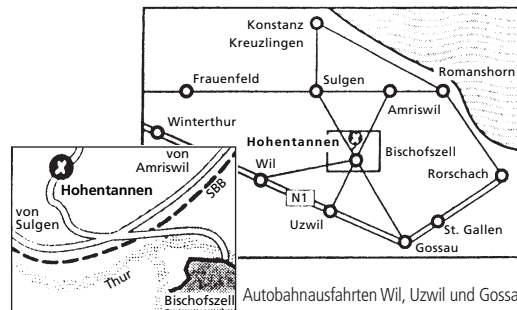 Konstanz
Kreuzlingen
Romanshorn
Frauenfeld
Sulgen
Amriswil
Winterthur
Hohentannen
Bischofszell
Wil
Rorschach
N1
Uzwil
St. Gallen
Gossau
von
Amriswil
Hohentannen
SBB
von
Sulgen
Thur
Bischofszell
Autobahnausfahrten Wil, Uzwil und Gossa